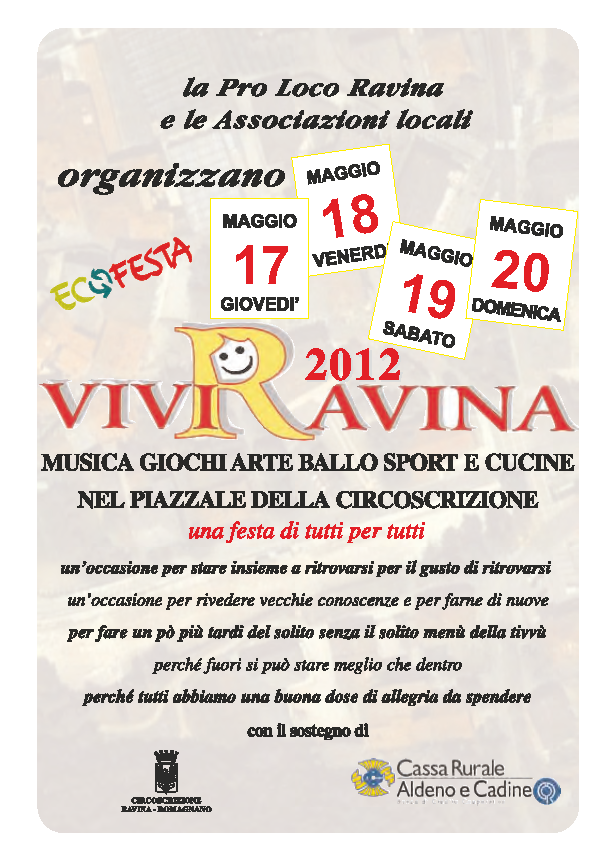 la Pro Loco Ravina
e le Associazioni locali
organizzano
MAGGIO
17
GIOVEDI'
MAGGIO
18
VENERD
MAGGIO
19
SABATO
MAGGIO
20
DOMENICA
ECOFESTA
2012
VIVIRAVINA
MUSICA GIOCHI ARTE BALLO SPORT E CUCINE
NEL PIAZZALE DELLA CIRCOSCRIZIONE
una festa di tutti per tutti
un'occasione per stare insieme a ritrovarsi per il gusto di ritrovarsi
un'occasione per rivedere vecchie conoscenze e per farne di nuove
per fare un pò più tardi del solito senza il solito menù della tivvù
perché fuori si può stare meglio che dentro
perché tutti abbiamo una buona dose di allegria da spendere
con il sostegno di
CIRCOSCRIZIONE
RAVINA - ROMAGNANO
Cassa Rurale
Aldeno e Cadine